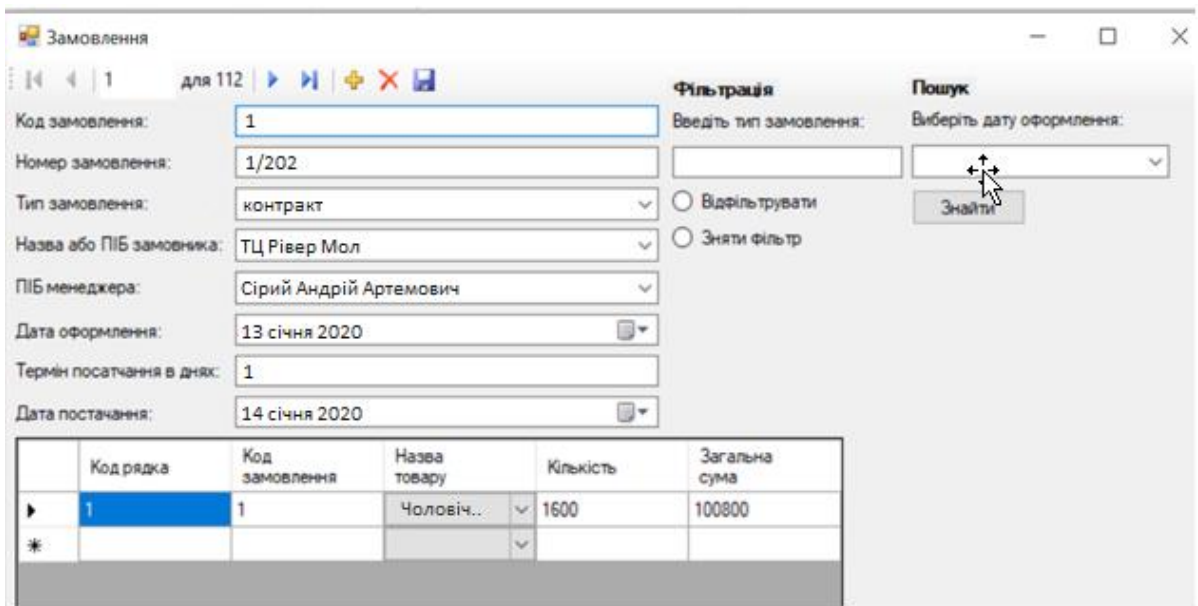 Замовлення
1 для 112
Фільтрація
Пошук
Код замовлення: 1
Введіть тип замовлення:
Виберіть дату оформлення:
Номер замовлення: 1/202
Тип замовлення: контракт
Відфільтрувати
Знайти
Назва або ПІБ замовника: ТЦ Рівер Мол
Зняти фільтр
ПІБ менеджера: Сірий Андрій Артемович
Дата оформлення: 13 січня 2020
Термін посатчання в днях: 1
Дата постачання: 14 січня 2020
Код рядка Код замовлення Назва товару Кількість Загальна сума
1 1 Чоловіч.. 1600 100800